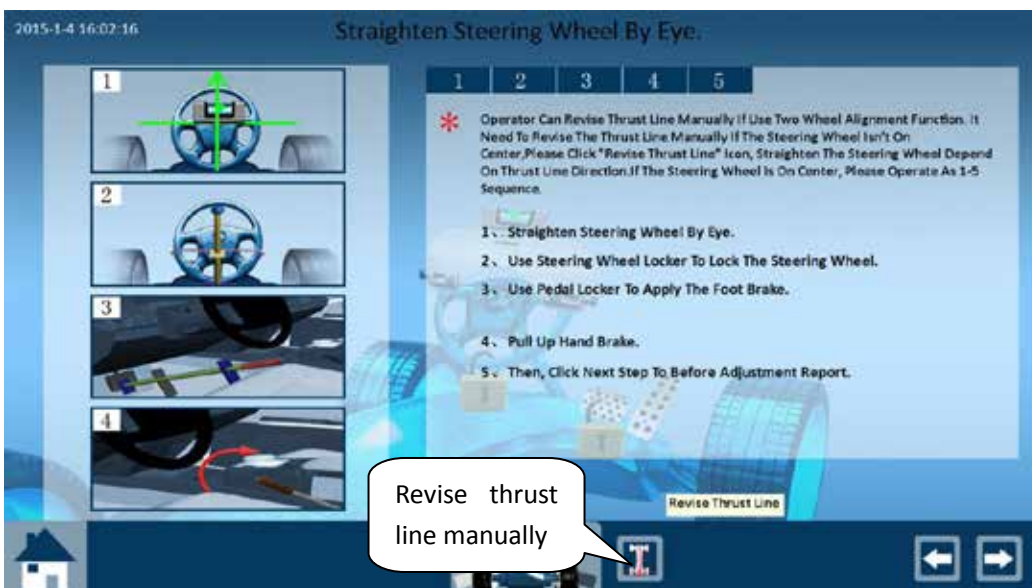 2015-1-4 16:02:16
Straighten Steering Wheel By Eye.
1
2
3
4
1 2 3 4 5
* Operator Can Revise Thrust Line Manually If Use Two Wheel Alignment Function. It
Need To Revise The Thrust Line Manually If The Steering Wheel Isn't On
Center,Please Click "Revise Thrust Line" Icon, Straighten The Steering Wheel Depend
On Thrust Line Direction.If The Steering Wheel Is On Center, Please Operate As 1-5
Sequence.
1、Straighten Steering Wheel By Eye.
2、Use Steering Wheel Locker To Lock The Steering Wheel.
3、Use Pedal Locker To Apply The Foot Brake.
4、Pull Up Hand Brake.
5、Then, Click Next Step To Before Adjustment Report.
Revise Thrust Line
Revise thrust
line manually